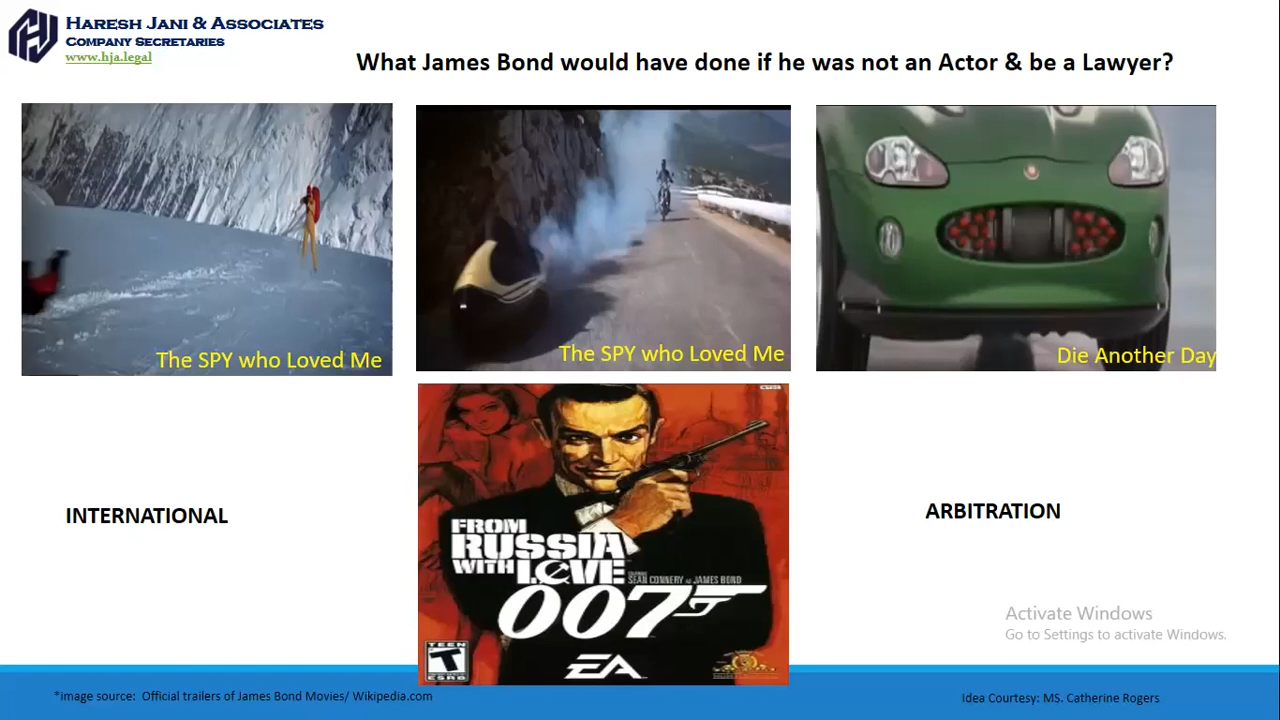 HARESH JANI & ASSOCIATES
COMPANY SECRETARIES
www.hja.legal
What James Bond would have done if he was not an Actor & be a Lawyer?
The SPY who Loved Me
The SPY who Loved Me
Die Another Day
INTERNATIONAL
FROM
RUSSIA
WITH LOVE
SEAN CONNERY AS JAMES BOND
007
TEEN
T
ESRB
EA
ARBITRATION
Activate Windows
Go to Settings to activate Windows.
*image source: Official trailers of James Bond Movies/ Wikipedia.com
Idea Courtesy: MS. Catherine Rogers